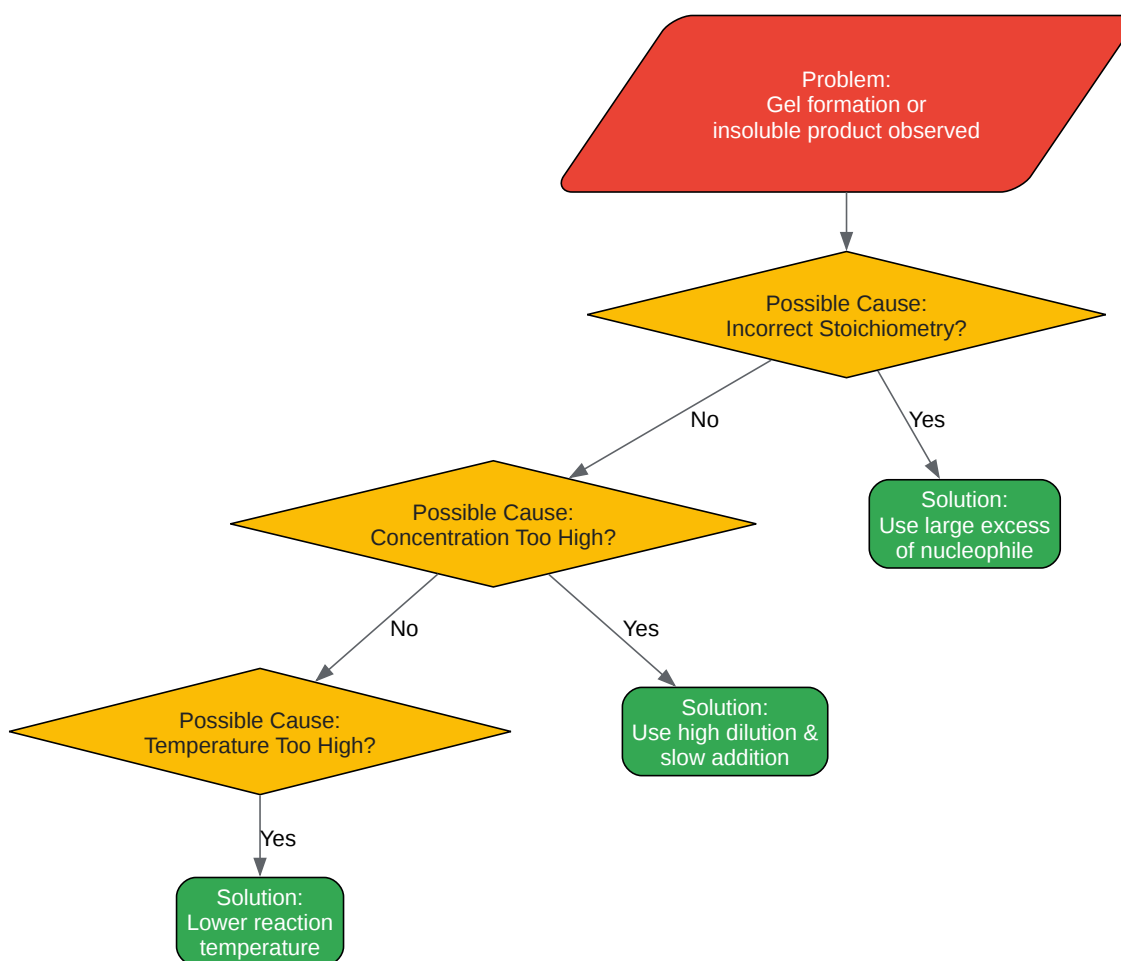 Problem:
Gel formation or
insoluble product observed
Possible Cause:
Incorrect Stoichiometry?
No
Yes
Solution:
Use large excess
of nucleophile
Possible Cause:
Concentration Too High?
No
Yes
Solution:
Use high dilution &
slow addition
Possible Cause:
Temperature Too High?
Yes
Solution:
Lower reaction
temperature